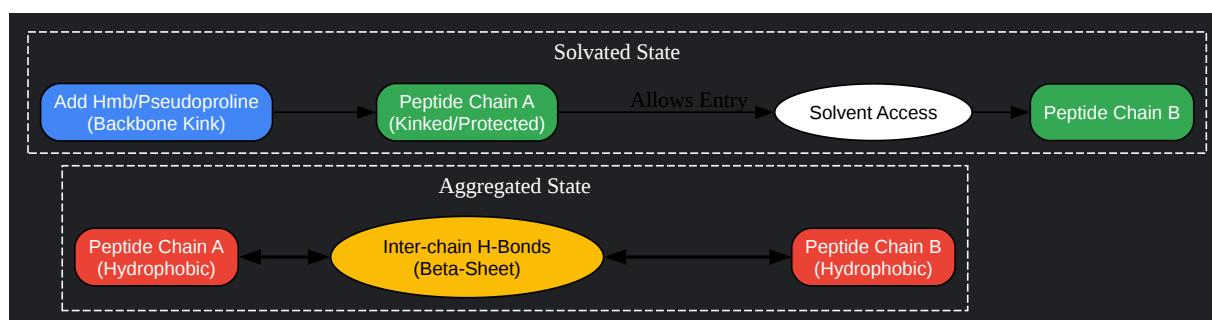 Solvated State
Add Hmb/Pseudoproline
(Backbone Kink)
Peptide Chain A
(Kinked/Protected)
Allows Entry
Solvent Access
Peptide Chain B
Aggregated State
Peptide Chain A
(Hydrophobic)
Inter-chain H-Bonds
(Beta-Sheet)
Peptide Chain B
(Hydrophobic)